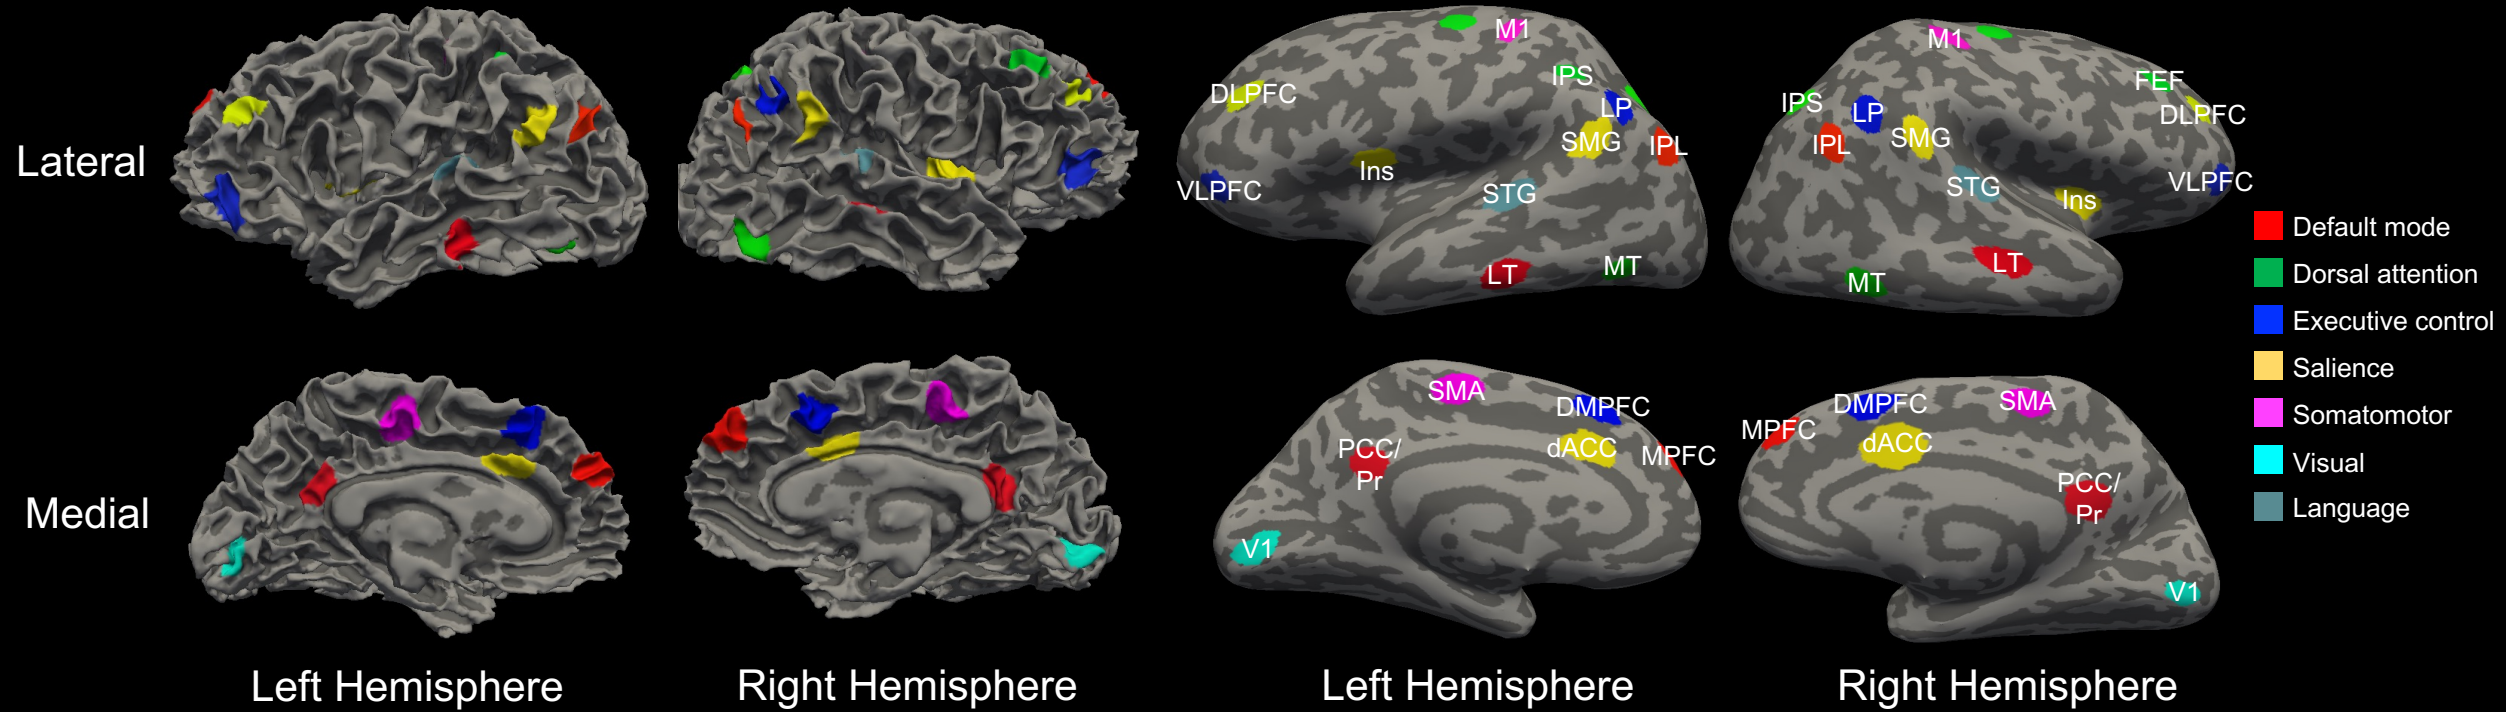 Lateral
DLPFC
M1
IPS
LP
SMG
IPL
Ins
VLPFC
STG
LT
MT
M1
FEF
IPS
LP
DLPFC
IPL
SMG
VLPFC
STG
Ins
LT
MT
Default mode
Dorsal attention
Executive control
Salience
Somatomotor
Visual
Language
Medial
SMA
DMPFC
PCC/
Pr
dACC
MPFC
V1
DMPFC
SMA
MPFC
dACC
PCC/
Pr
V1
Left Hemisphere
Right Hemisphere
Left Hemisphere
Right Hemisphere